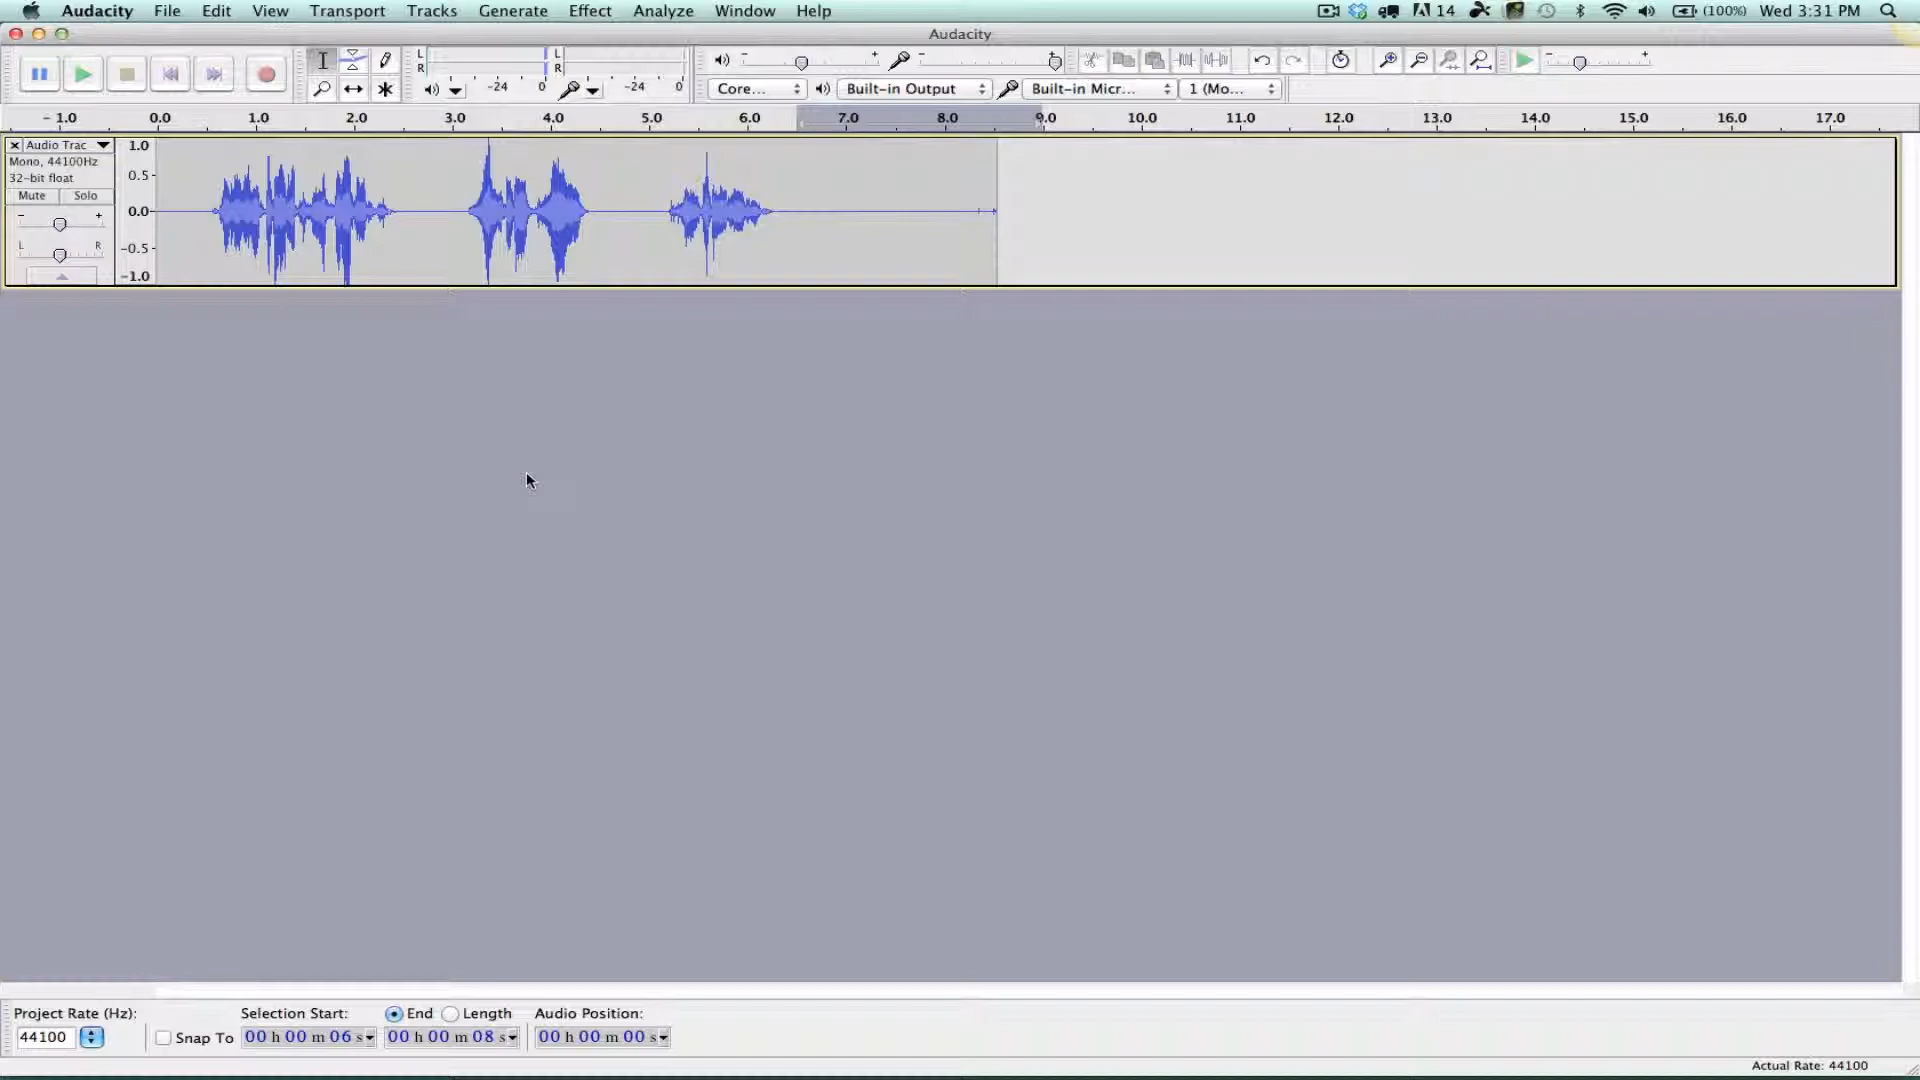 Audacity File Edit View Transport Tracks Generate Effect Analyze Window Help 14 (100%) Wed 3:31 PM
Audacity
L R L R
-24 0 -24 0
Core... Built-in Output Built-in Micr... 1 (Mo...
- 1.0 0.0 1.0 2.0 3.0 4.0 5.0 6.0 7.0 8.0 9.0 10.0 11.0 12.0 13.0 14.0 15.0 16.0 17.0
Audio Trac 1.0
Mono, 44100Hz
32-bit float 0.5
Mute Solo
- + 0.0
L R -0.5
-1.0
Project Rate (Hz): Selection Start: End Length Audio Position:
44100 Snap To 00 h 00 m 06 s 00 h 00 m 08 s 00 h 00 m 00 s
Actual Rate: 44100